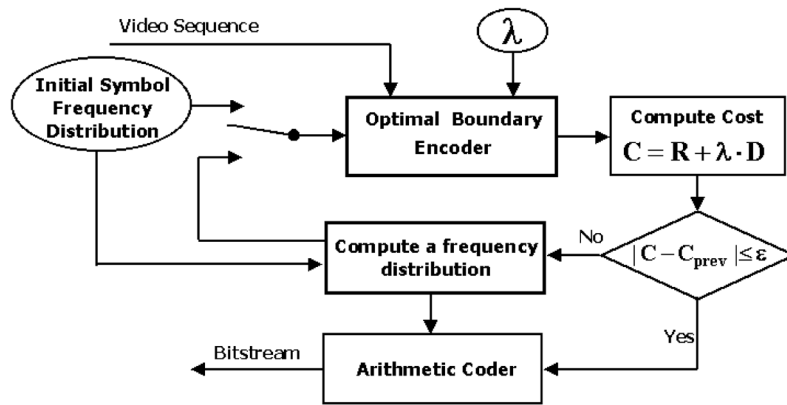 Video Sequence
λ
Initial Symbol
Frequency
Distribution
Optimal Boundary
Encoder
Compute Cost
C = R + λ · D
No
| C − Cprev | ≤ ε
Compute a frequency
distribution
Yes
Bitstream
Arithmetic Coder